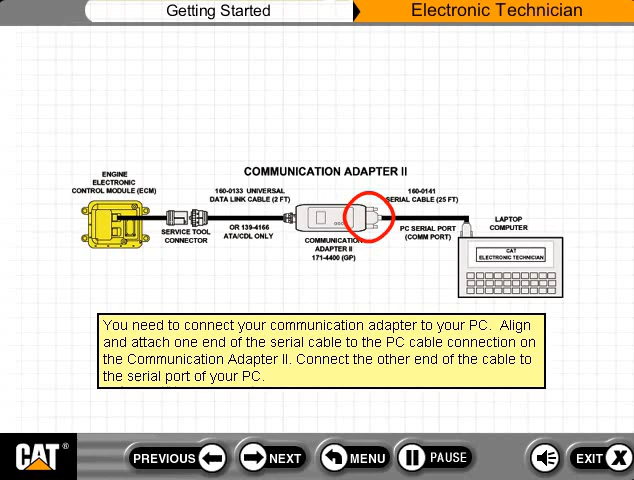 Getting Started
Electronic Technician
COMMUNICATION ADAPTER II
ENGINE
ELECTRONIC
CONTROL MODULE (ECM)
160-0133 UNIVERSAL
DATA LINK CABLE (2 FT)
160-0141
SERIAL CABLE (25 FT)
SERVICE TOOL
CONNECTOR
OR 139-4166
ATA/CDL ONLY
COMMUNICATION
ADAPTER II
171-4400 (GP)
PC SERIAL PORT
(COMM PORT)
LAPTOP
COMPUTER
CAT
ELECTRONIC TECHNICIAN
You need to connect your communication adapter to your PC. Align
and attach one end of the serial cable to the PC cable connection on
the Communication Adapter II. Connect the other end of the cable to
the serial port of your PC.
CAT®
PREVIOUS
NEXT
MENU
PAUSE
EXIT X